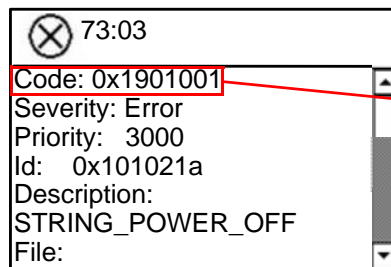 73:03
Code: 0x1901001
Severity: Error
Priority: 3000
Id: 0x101021a
Description:
STRING_POWER_OFF
File: